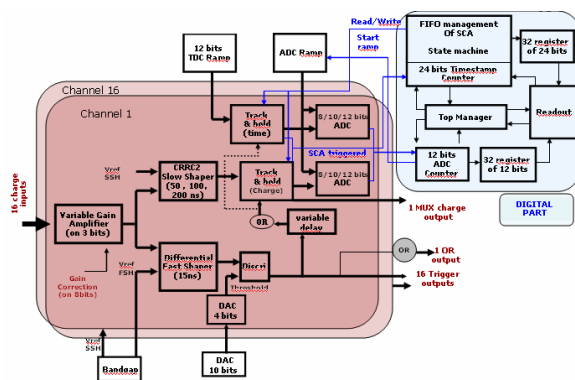 Read/Write
Start
ramp
12 bits
TDC Ramp
ADC Ramp
FIFO management
Of SCA
State machine
24 bits Timestamp
Counter
32 register
of 24 bits
Readout
Top Manager
12 bits
ADC
Counter
32 register
of 12 bits
DIGITAL
PART
Channel 16
Channel 1
Track
& hold
(time)
8/10/12 bits
ADC
SCA triggered
Track
& hold
(Charge)
8/10/12 bits
ADC
Vref
SSH
CRRC2
Slow Shaper
(50 , 100,
200 ns)
1 MUX charge
output
16 charge
inputs
Variable Gain
Amplifier
(on 3 bits)
OR
variable
delay
Vref
FSH
Differential
Fast Shaper
(15ns)
Discri
Threshold
OR
1 OR
output
16 Trigger
outputs
Gain
Correction
(on 8bits)
DAC
4 bits
Vref
SSH
Bandgap
DAC
10 bits